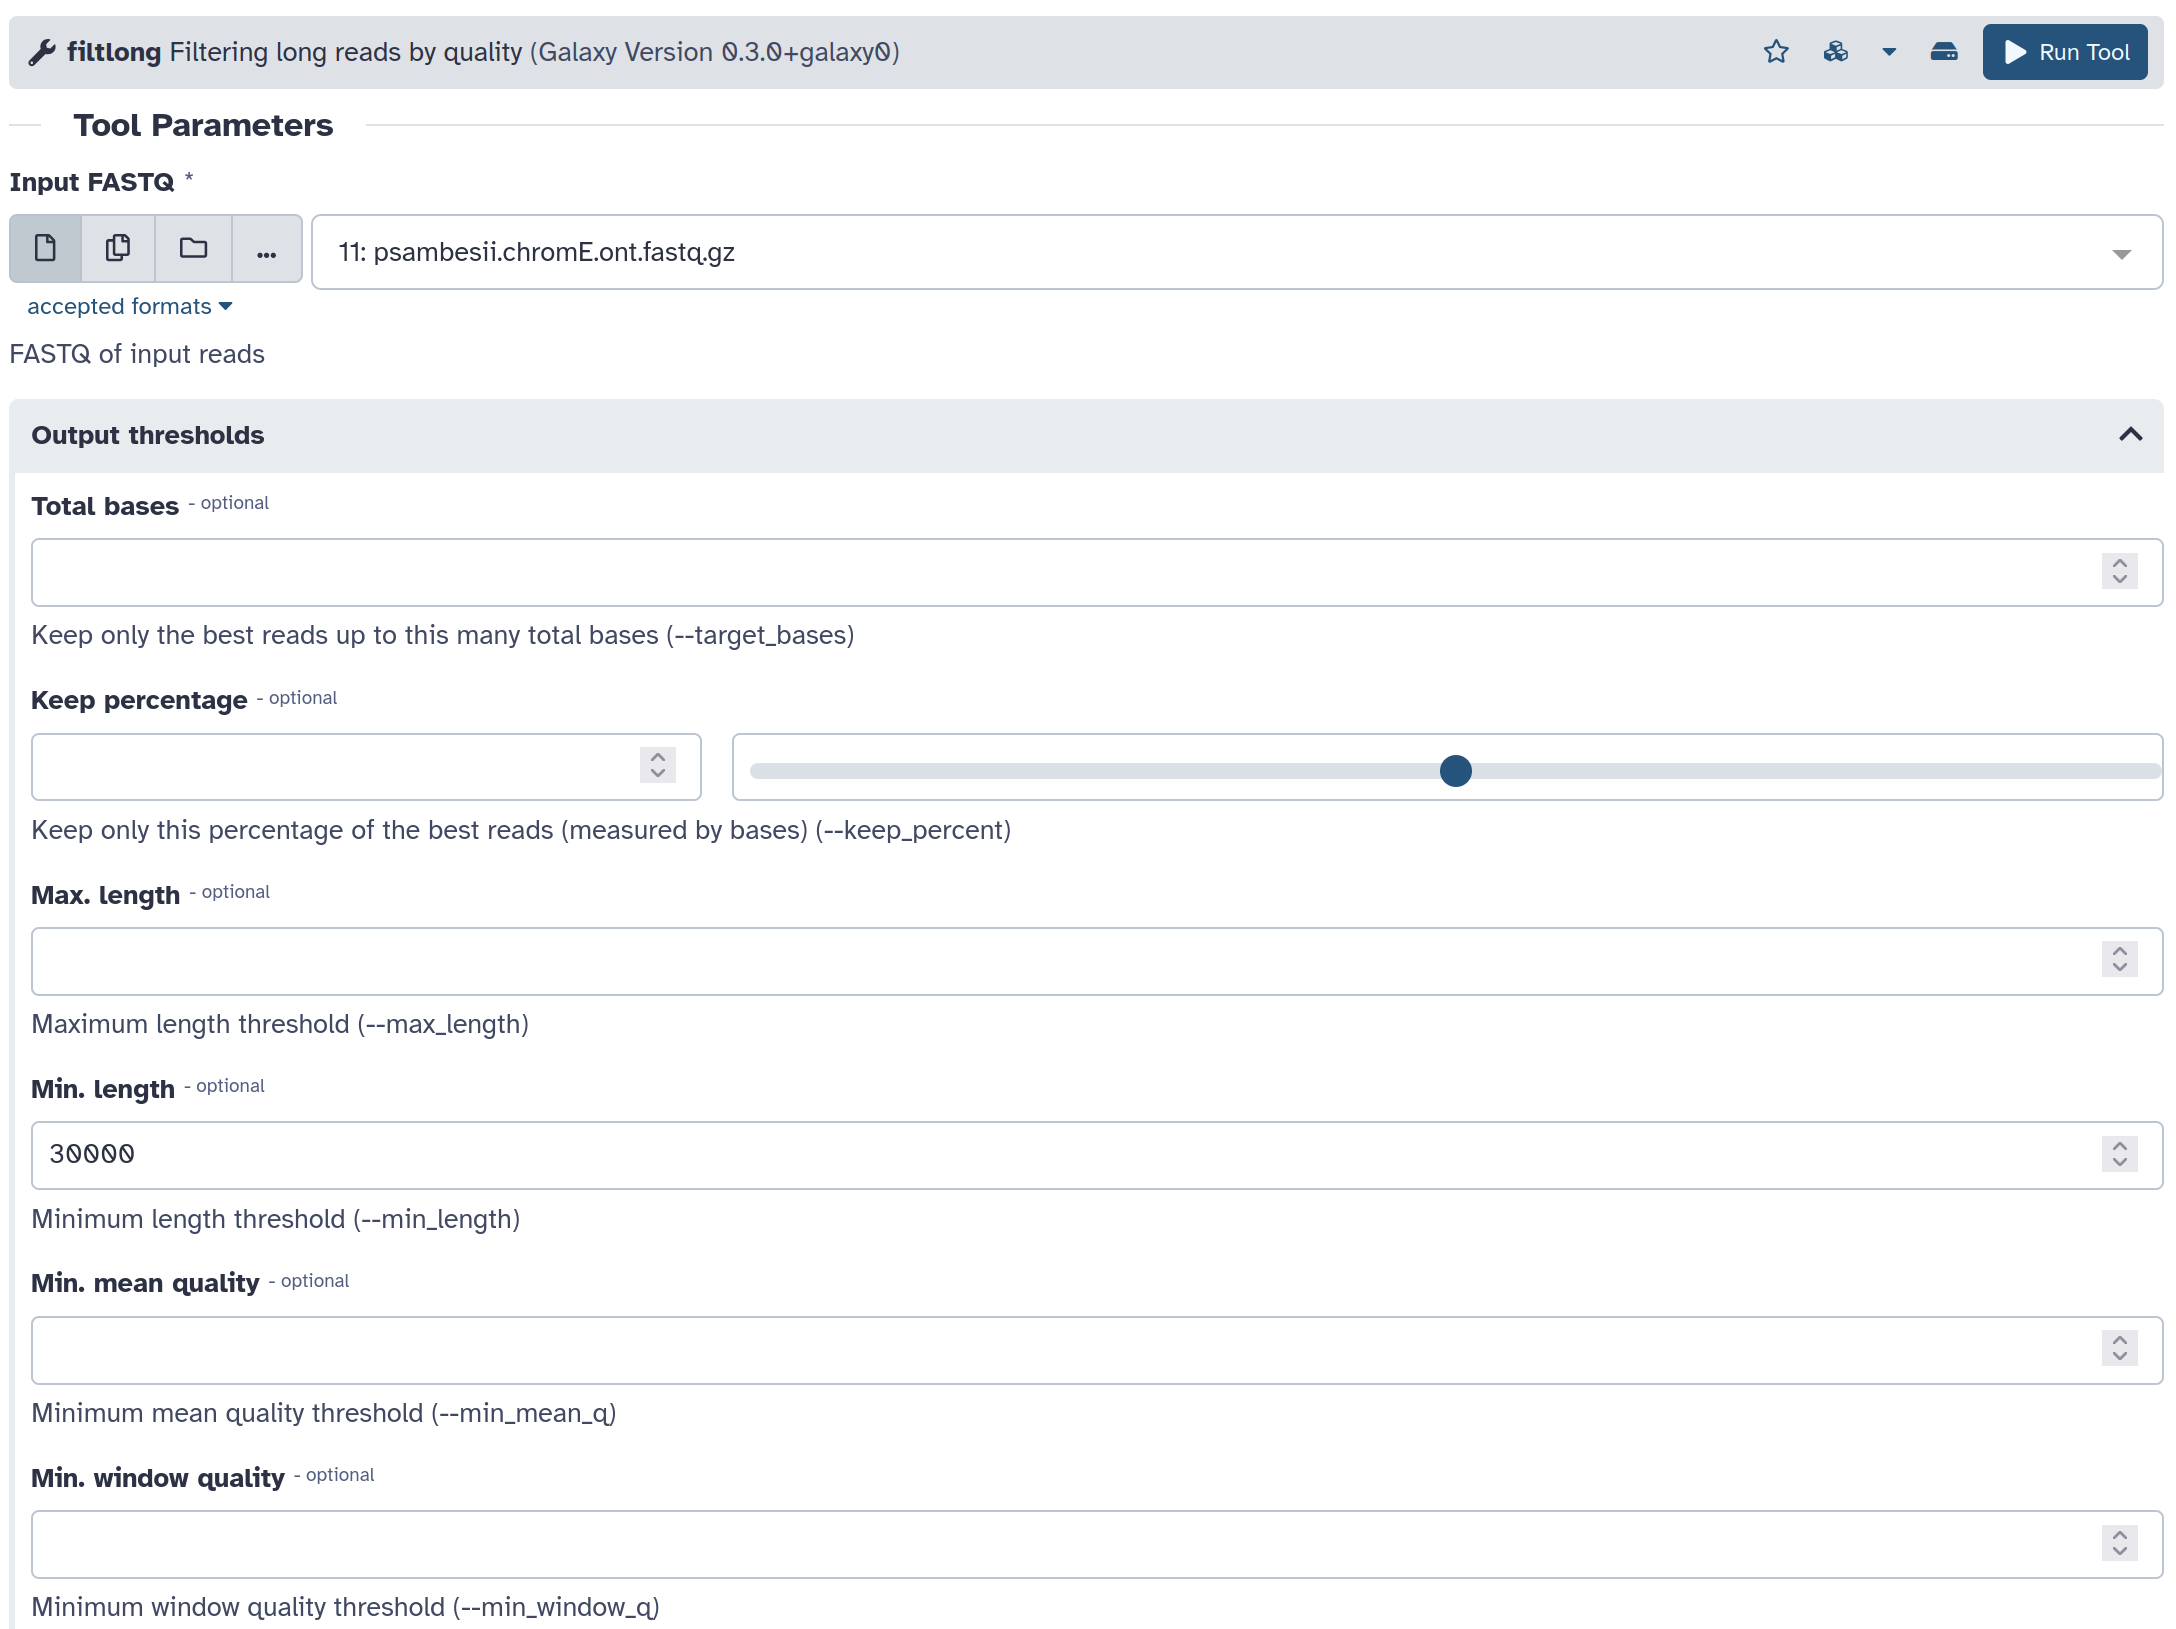 filtlong Filtering long reads by quality (Galaxy Version 0.3.0+galaxy0)
Run Tool
Tool Parameters
Input FASTQ *
...
11: psambesii.chromE.ont.fastq.gz
accepted formats
FASTQ of input reads
Output thresholds
Total bases - optional
Keep only the best reads up to this many total bases (--target_bases)
Keep percentage - optional
Keep only this percentage of the best reads (measured by bases) (--keep_percent)
Max. length - optional
Maximum length threshold (--max_length)
Min. length - optional
30000
Minimum length threshold (--min_length)
Min. mean quality - optional
Minimum mean quality threshold (--min_mean_q)
Min. window quality - optional
Minimum window quality threshold (--min_window_q)